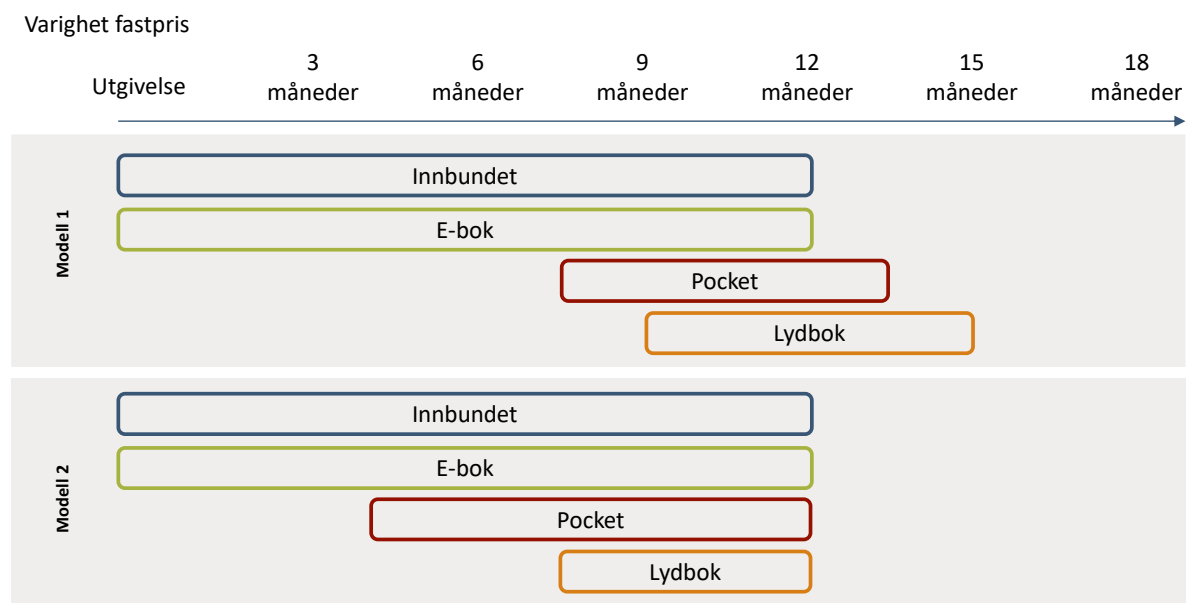 Varighet fastpris
Utgivelse
3
måneder
6
måneder
9
måneder
12
måneder
15
måneder
18
måneder
Modell 1
Innbundet
E-bok
Pocket
Lydbok
Modell 2
Innbundet
E-bok
Pocket
Lydbok